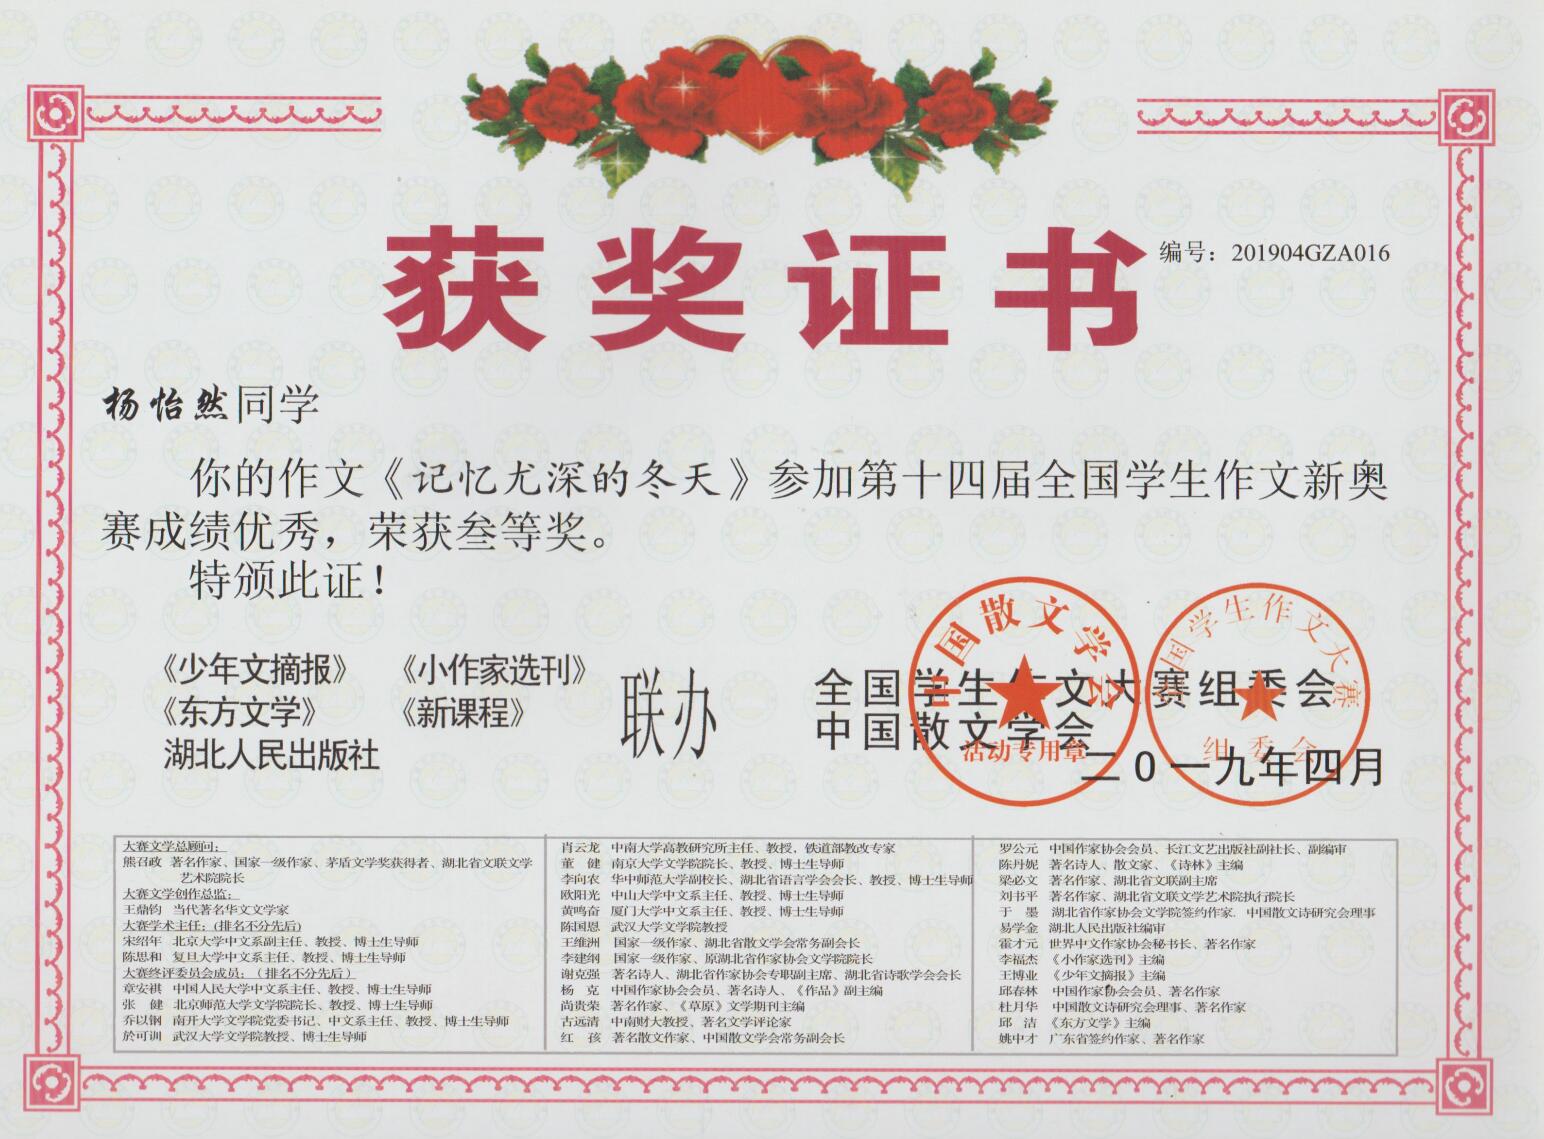 获奖证书
编号：201904GZA016
杨怡然同学
你的作文《记忆尤深的冬天》参加第十四届全国学生作文新奥
赛成绩优秀，荣获叁等奖。
特颁此证！
《少年文摘报》 《小作家选刊》
《东方文学》 《新课程》
湖北人民出版社
联办
全国学生作文大赛组委会
中国散文学会
二0一九年四月
中国散文学会
活动专用章
国学生作文大赛
组委会
大赛文学总顾问：
熊召政 著名作家、国家一级作家、茅盾文学奖获得者、湖北省文联文学
艺术院院长
大赛文学创作总监：
王鼎钧 当代著名华文文学家
大赛学术主任：(排名不分先后)
宋绍年 北京大学中文系副主任、教授、博士生导师
陈思和 复旦大学中文系主任、教授、博士生导师
大赛终评委员会成员：（排名不分先后）
章安祺 中国人民大学中文系主任、教授、博士生导师
张 健 北京师范大学文学院院长、教授、博士生导师
乔以钢 南开大学文学院党委书记、中文系主任、教授、博士生导师
於可训 武汉大学文学院教授、博士生导师
肖云龙 中南大学高教研究所主任、教授，铁道部教改专家
董 健 南京大学文学院院长、教授、博士生导师
李向农 华中师范大学副校长、湖北省语言学会会长、教授、博士生导师
欧阳光 中山大学中文系主任、教授、博士生导师
黄鸣奋 厦门大学中文系主任、教授、博士生导师
陈国恩 武汉大学文学院教授
王维洲 国家一级作家、湖北省散文学会常务副会长
李建纲 国家一级作家、原湖北省作家协会文学院院长
谢克强 著名诗人、湖北省作家协会专职副主席、湖北省诗歌学会会长
杨 克 中国作家协会会员、著名诗人、《作品》副主编
尚贵荣 著名作家、《草原》文学期刊主编
古远清 中南财大教授、著名文学评论家
红 孩 著名散文作家、中国散文学会常务副会长
罗公元 中国作家协会会员、长江文艺出版社副社长、副编审
陈丹妮 著名诗人、散文家、《诗林》主编
梁必文 著名作家、湖北省文联副主席
刘书平 著名作家、湖北省文联文学艺术院执行院长
于 墨 湖北省作家协会文学院签约作家、中国散文诗研究会理事
易学金 湖北人民出版社编审
霍才元 世界中文作家协会秘书长、著名作家
李福杰 《小作家选刊》主编
王博业 《少年文摘报》主编
邱春林 中国作家协会会员、著名作家
杜月华 中国散文诗研究会理事、著名作家
邱 洁 《东方文学》主编
姚中才 广东省签约作家、著名作家